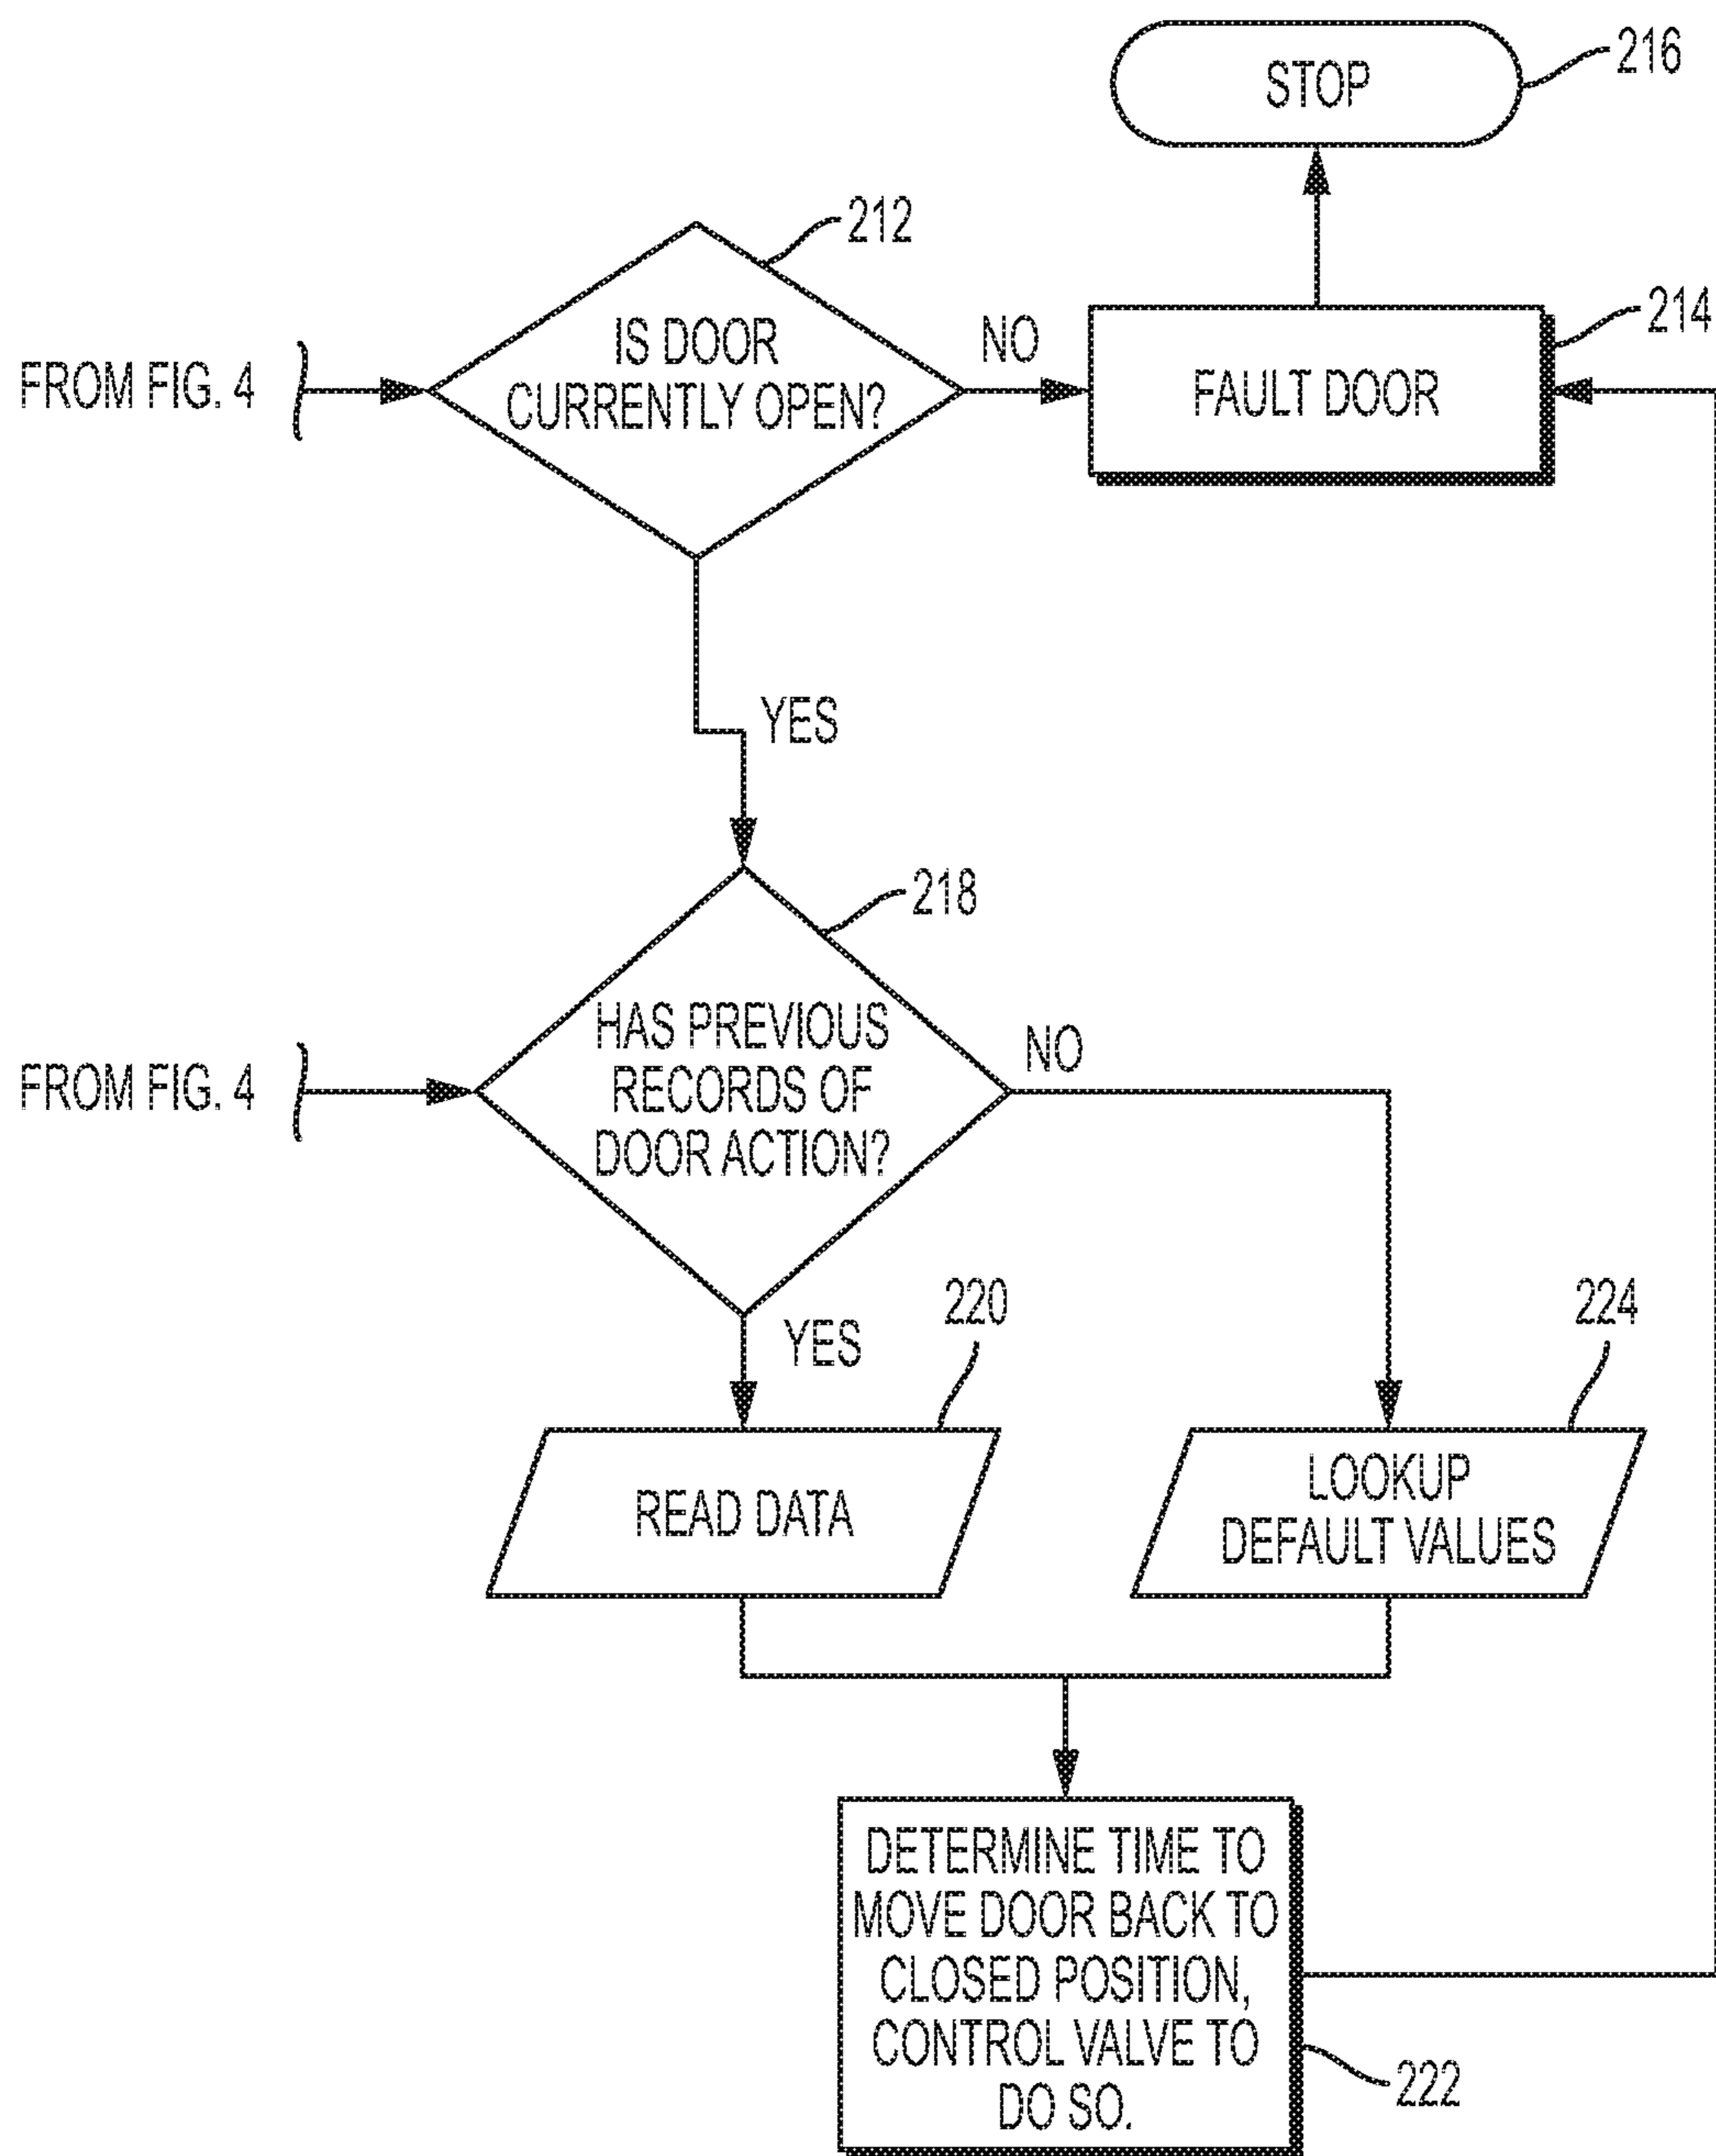 STOP
216
212
IS DOOR
CURRENTLY OPEN?
NO
FAULT DOOR
214
FROM FIG. 4
YES
218
HAS PREVIOUS
RECORDS OF
DOOR ACTION?
NO
FROM FIG. 4
YES
220
224
READ DATA
LOOKUP
DEFAULT VALUES
DETERMINE TIME TO
MOVE DOOR BACK TO
CLOSED POSITION,
CONTROL VALVE TO
DO SO.
222